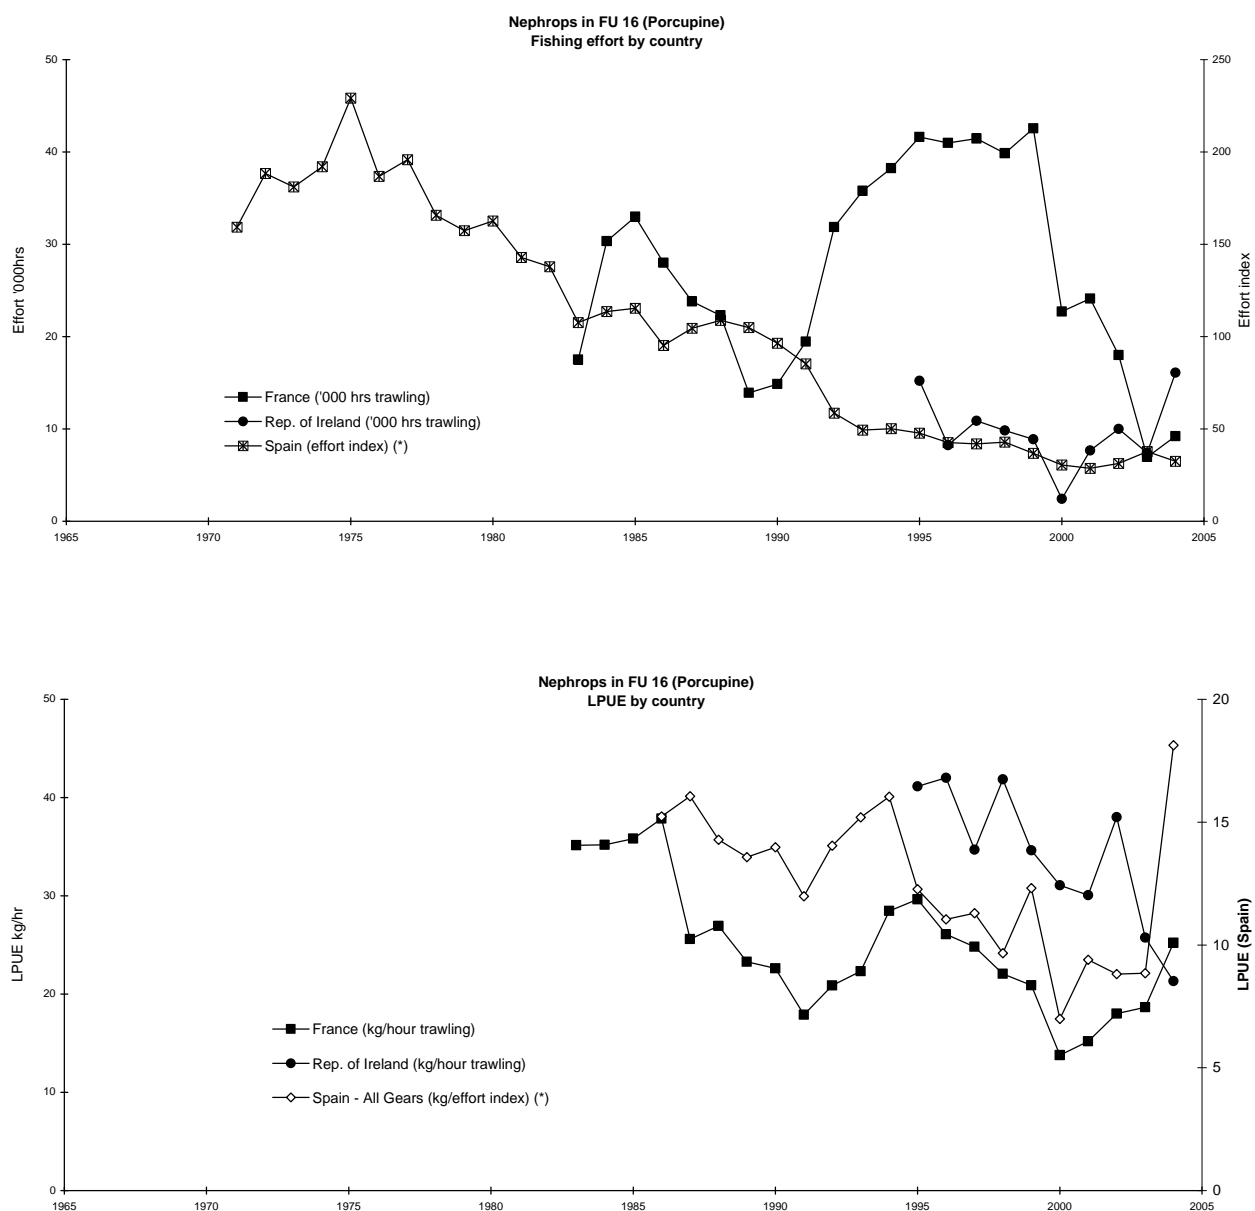 Nephrops in FU 16 (Porcupine)
Fishing effort by country
50
40
30
20
10
0
Effort '000hrs
250
200
150
100
50
0
Effort index
France ('000 hrs trawling)
Rep. of Ireland ('000 hrs trawling)
Spain (effort index) (*)
1965 1970 1975 1980 1985 1990 1995 2000 2005
Nephrops in FU 16 (Porcupine)
LPUE by country
50
40
30
20
10
0
LPUE kg/hr
20
15
10
5
0
LPUE (Spain)
France (kg/hour trawling)
Rep. of Ireland (kg/hour trawling)
Spain - All Gears (kg/effort index) (*)
1965 1970 1975 1980 1985 1990 1995 2000 2005